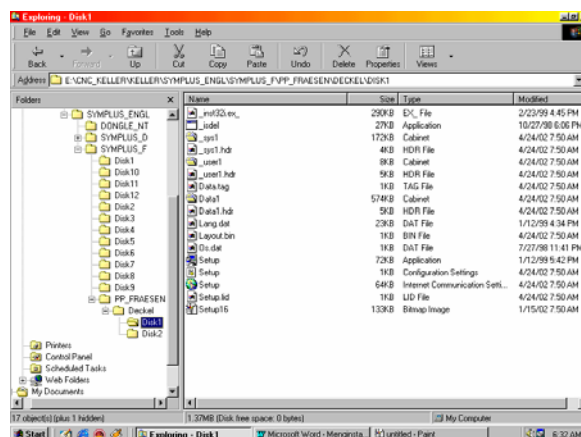 Exploring - Disk1
File Edit View Go Favorites Tools Help
Back Forward Up Cut Copy Paste Undo Delete Properties Views
Address E:\CNC_KELLER\KELLER\SYMPLUS_ENGL\SYMPLUS_F\PP_FRAESEN\DECKEL\DISK1
Folders x Name Size Type Modified
SYMPLUS_ENGL
DONGLE_NT
SYMPLUS_D
SYMPLUS_F
Disk1
Disk10
Disk11
Disk12
Disk2
Disk3
Disk4
Disk5
Disk6
Disk7
Disk8
Disk9
PP_FRAESEN
Deckel
Disk1
Disk2
Printers
Control Panel
Scheduled Tasks
Web Folders
My Documents
_inst32i.ex_ 290KB EX_ File 2/23/99 4:45 PM
_isdel 27KB Application 10/27/98 6:06 PM
_sys1 172KB Cabinet 4/24/02 7:50 AM
_sys1.hdr 4KB HDR File 4/24/02 7:50 AM
_user1 8KB Cabinet 4/24/02 7:50 AM
_user1.hdr 5KB HDR File 4/24/02 7:50 AM
Data.tag 1KB TAG File 4/24/02 7:50 AM
Data1 574KB Cabinet 4/24/02 7:50 AM
Data1.hdr 5KB HDR File 4/24/02 7:50 AM
Lang.dat 23KB DAT File 1/12/99 4:34 PM
Layout.bin 1KB BIN File 4/24/02 7:50 AM
Os.dat 1KB DAT File 7/27/98 11:41 PM
Setup 72KB Application 1/12/99 5:42 PM
Setup 1KB Configuration Settings 4/24/02 7:50 AM
Setup 64KB Internet Communication Setti... 4/24/02 7:50 AM
Setup.lid 1KB LID File 4/24/02 7:50 AM
Setup16 133KB Bitmap Image 1/15/02 7:50 AM
17 object(s) (plus 1 hidden) 1.37MB (Disk free space: 0 bytes) My Computer
Start Exploring - Disk1 Microsoft Word - Menginsta untitled - Paint 6:32 AM